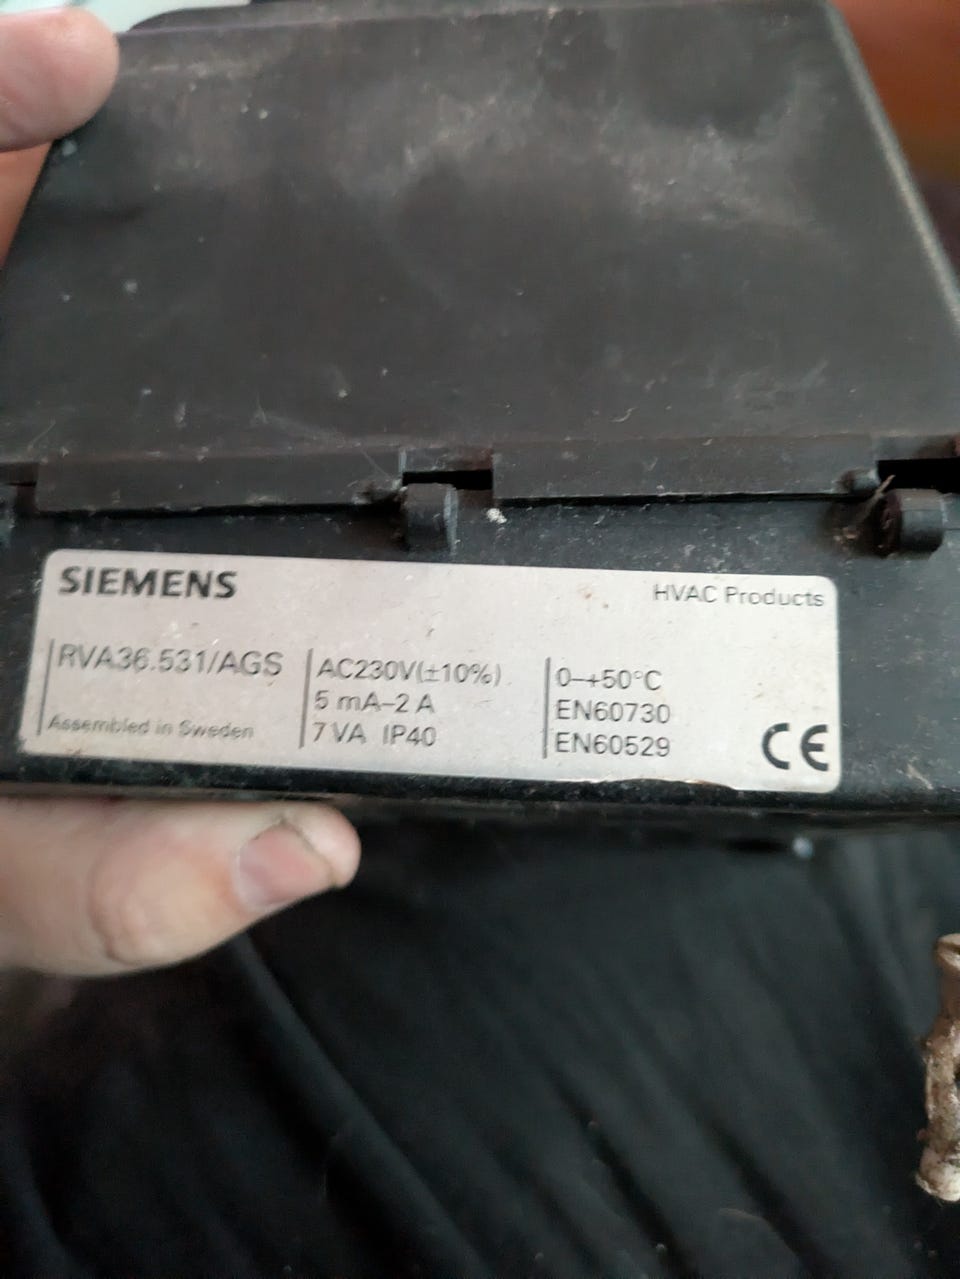 SIEMENS
HVAC Products
RVA36.531/AGS
Assembled in Sweden
AC230V(±10%)
5 mA–2 A
7 VA IP40
0–+50°C
EN60730
EN60529
CE